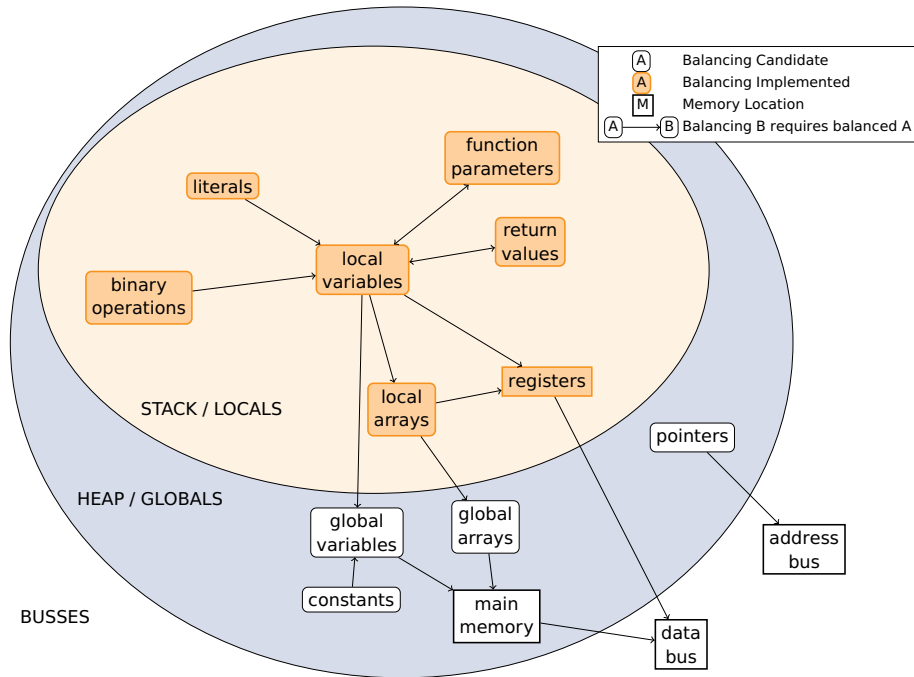 A Balancing Candidate
A Balancing Implemented
M Memory Location
A B Balancing B requires balanced A
function
parameters
literals
return
values
local
variables
binary
operations
registers
local
arrays
STACK / LOCALS
pointers
HEAP / GLOBALS
global
variables
global
arrays
address
bus
constants
main
memory
BUSSES
data
bus